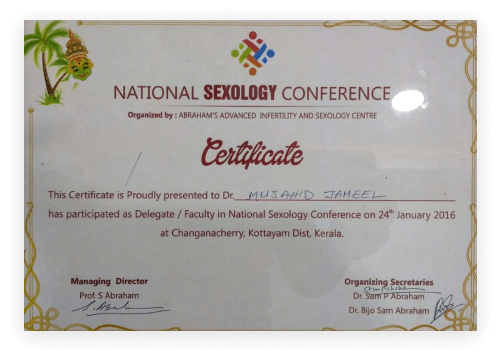 NATIONAL SEXOLOGY CONFERENCE
Organized by : ABRAHAM'S ADVANCED INFERTILITY AND SEXOLOGY CENTRE
Certificate
This Certificate is Proudly presented to Dr. MUJAHID JAMEEL
has participated as Delegate / Faculty in National Sexology Conference on 24th January 2016
at Changanacherry, Kottayam Dist, Kerala.
Managing Director
Prof. S Abraham
Organizing Secretaries
Dr. Sam P Abraham
Dr. Bijo Sam Abraham